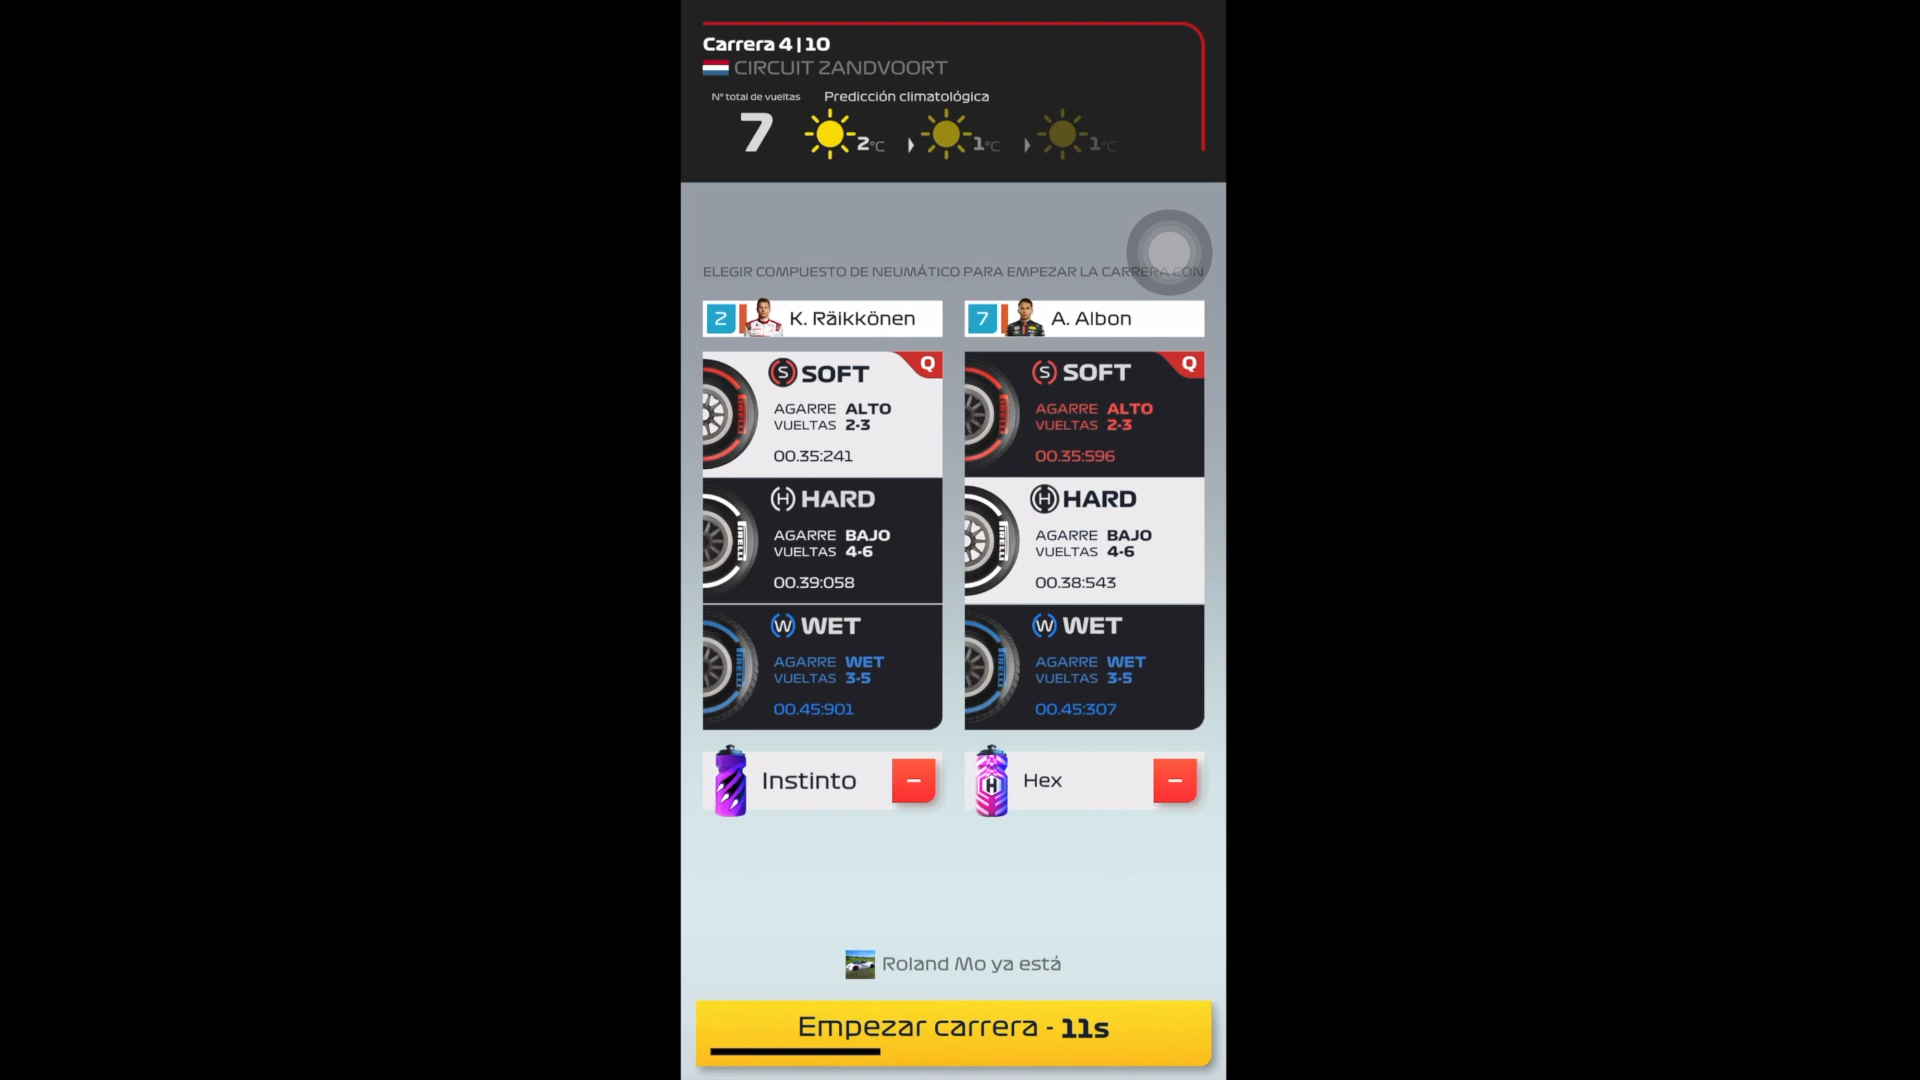 Carrera 4 | 10
CIRCUIT ZANDVOORT
Nº total de vueltas
Predicción climatológica
7
2°C
1°C
1°C
ELEGIR COMPUESTO DE NEUMÁTICO PARA EMPEZAR LA CARRERA CON
2 K. Räikkönen
7 A. Albon
S SOFT Q
AGARRE ALTO
VUELTAS 2-3
00.35:241
S SOFT Q
AGARRE ALTO
VUELTAS 2-3
00.35:596
H HARD
AGARRE BAJO
VUELTAS 4-6
00.39:058
PIRELLI
H HARD
AGARRE BAJO
VUELTAS 4-6
00.38:543
PIRELLI
W WET
AGARRE WET
VUELTAS 3-5
00.45:901
W WET
AGARRE WET
VUELTAS 3-5
00.45:307
Instinto
H
Hex
Roland Mo ya está
Empezar carrera - 11s